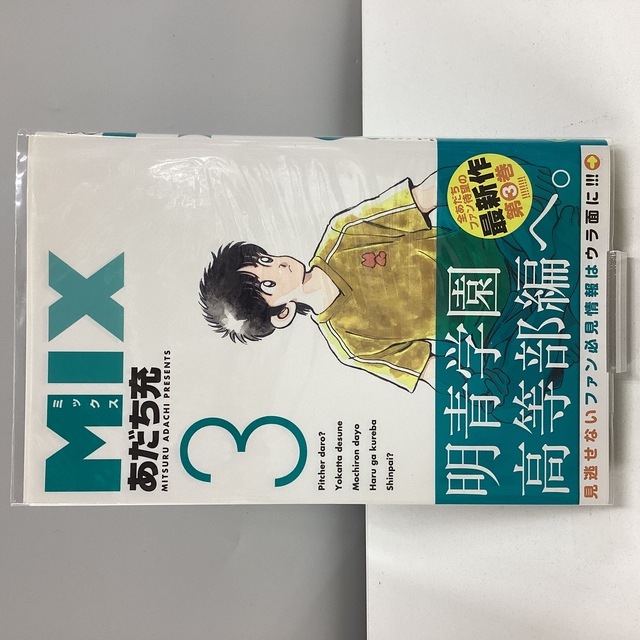 MIX
ミックス
あだち充
MITSURU ADACHI PRESENTS
3
Pitcher daro?
Yokatta desune
Mochiron dayo
Haru ga kureba
Shinpai?
全あだち
ファン待望の
最新作
第3巻
!!!!!!!
明青学園
高等部編へ。
見逃せないファン必見情報はウラ面に!!!